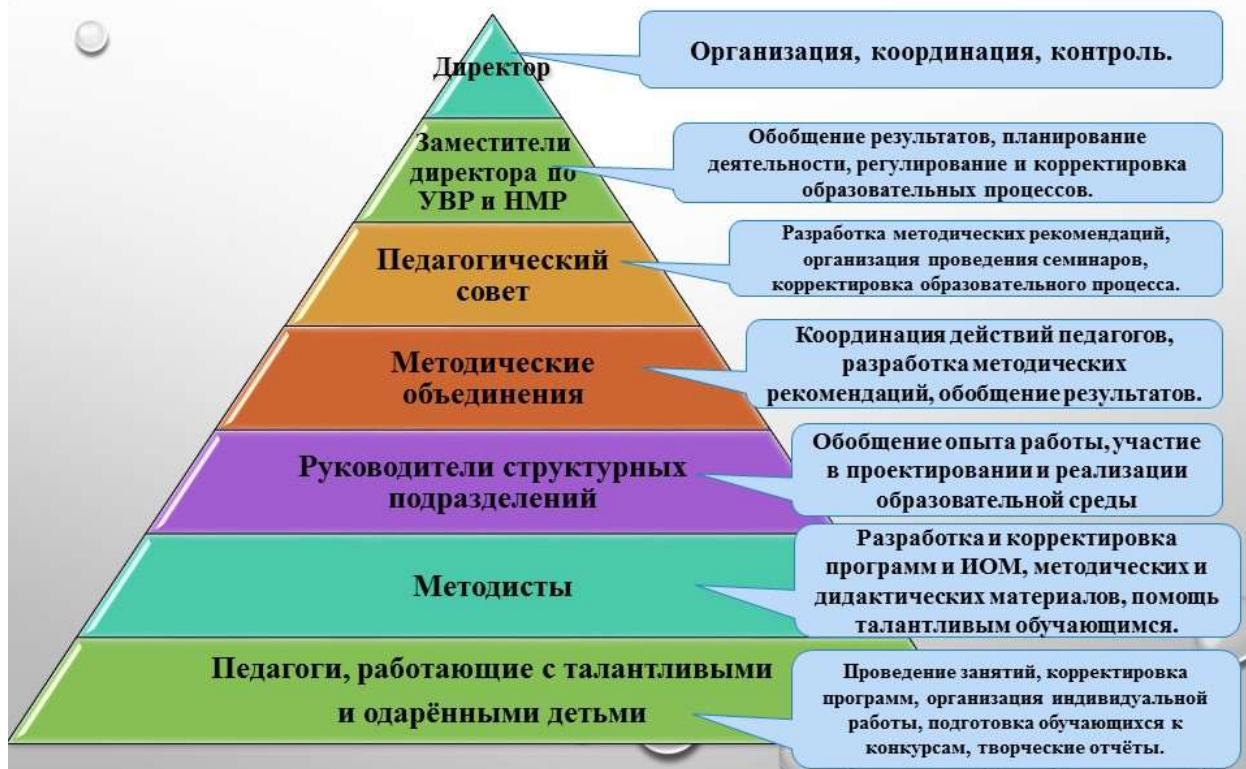 Директор
Организация, координация, контроль.
Заместители
директора по
УВР и НМР
Обобщение результатов, планирование
деятельности, регулирование и корректировка
образовательных процессов.
Педагогический
совет
Разработка методических рекомендаций,
организация проведения семинаров,
корректировка образовательного процесса.
Методические
объединения
Координация действий педагогов,
разработка методических
рекомендаций, обобщение результатов.
Руководители структурных
подразделений
Обобщение опыта работы, участие
в проектировании и реализации
образовательной среды
Методисты
Разработка и корректировка
программ и ИОМ, методических и
дидактических материалов, помощь
талантливым обучающимся.
Педагоги, работающие с талантливыми
и одарёнными детьми
Проведение занятий, корректировка
программ, организация индивидуальной
работы, подготовка обучающихся к
конкурсам, творческие отчёты.